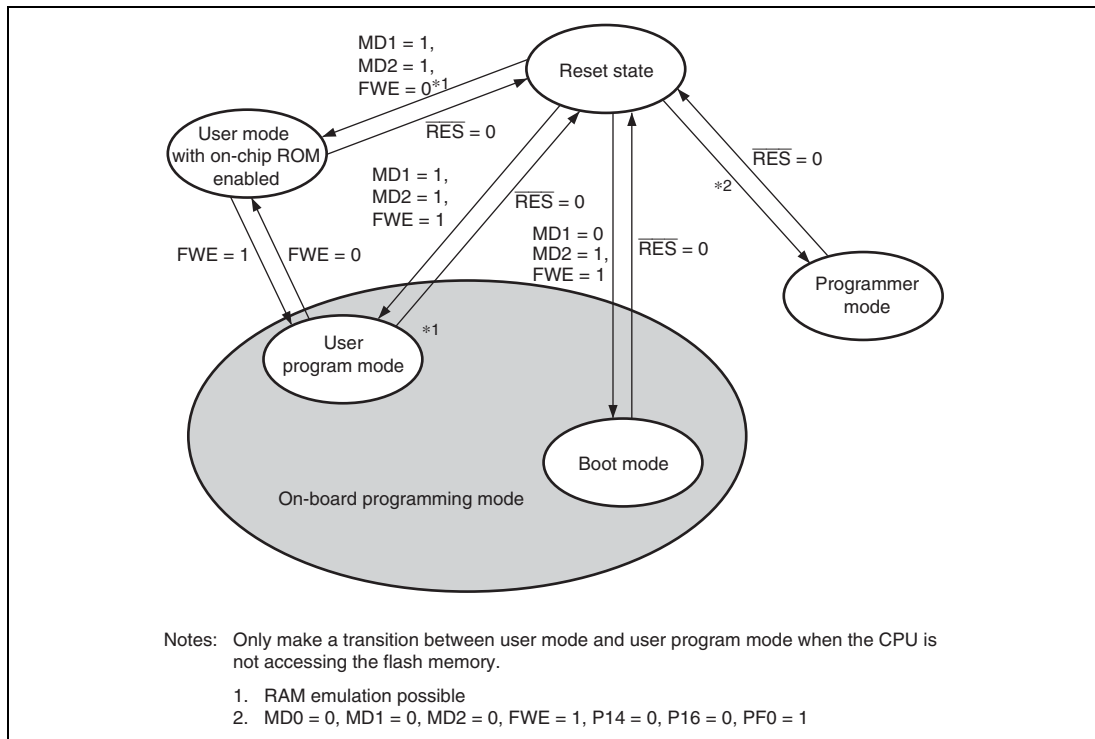 MD1 = 1,
MD2 = 1,
FWE = 0*1
Reset state
RES = 0
User mode
with on-chip ROM
enabled
MD1 = 1,
MD2 = 1,
FWE = 1
RES = 0
RES = 0
*2
MD1 = 0
MD2 = 1,
FWE = 1
RES = 0
FWE = 1
FWE = 0
Programmer
mode
*1
User
program mode
Boot mode
On-board programming mode
Notes: Only make a transition between user mode and user program mode when the CPU is
not accessing the flash memory.
1. RAM emulation possible
2. MD0 = 0, MD1 = 0, MD2 = 0, FWE = 1, P14 = 0, P16 = 0, PF0 = 1